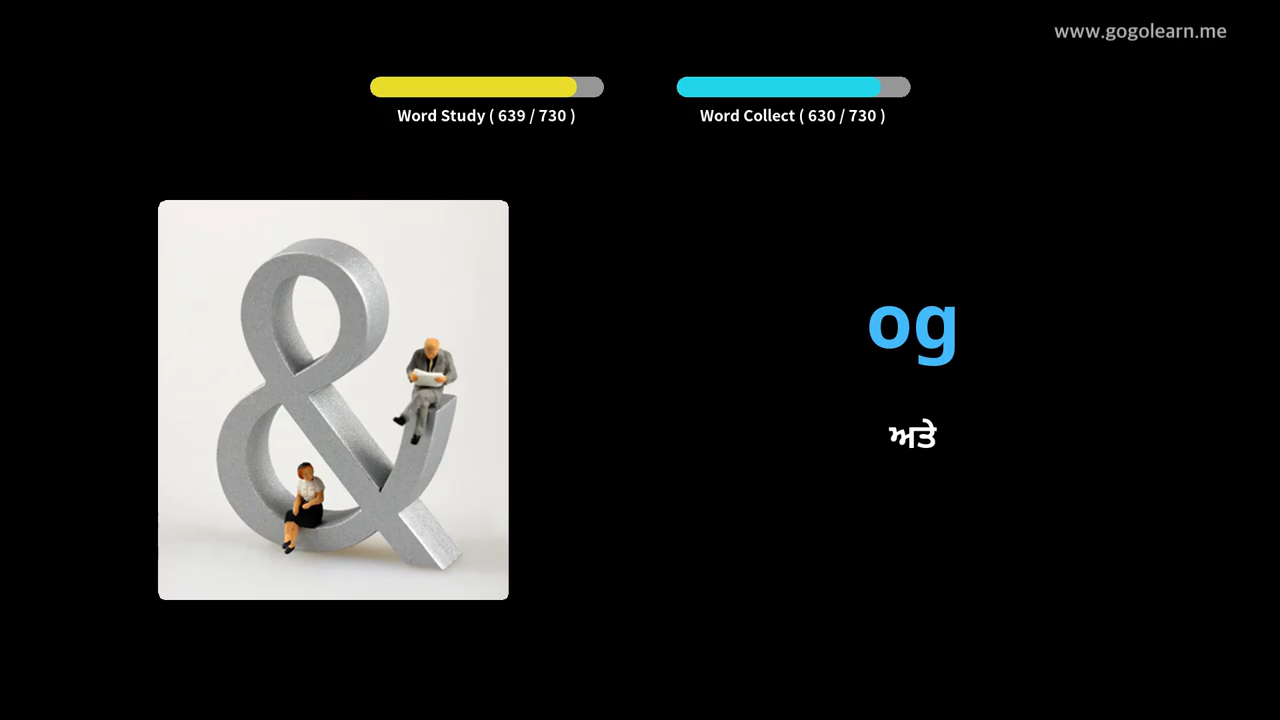 www.gogolearn.me
Word Study ( 639 / 730 )
Word Collect ( 630 / 730 )
&
og
ਅਤੇ